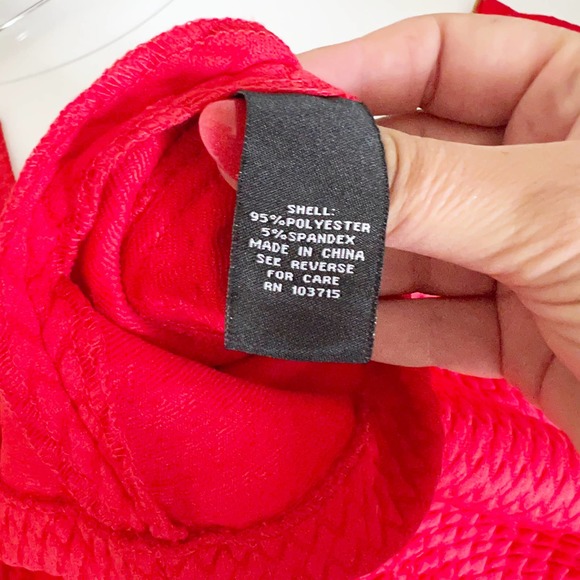 SHELL:
95%POLYESTER
5%SPANDEX
MADE IN CHINA
SEE REVERSE
FOR CARE
RN 103715